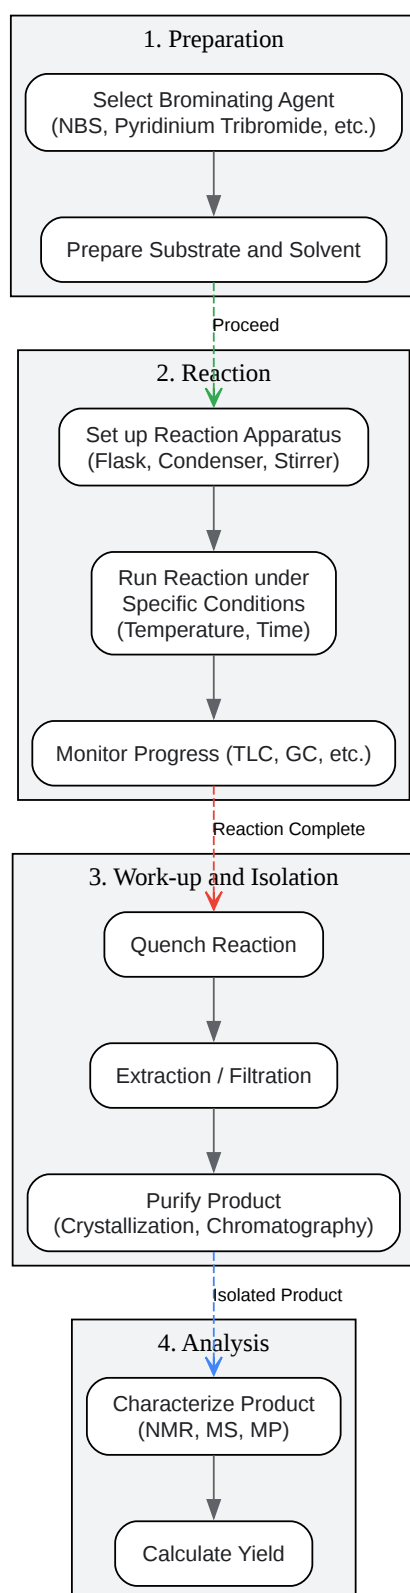 1. Preparation
Select Brominating Agent
(NBS, Pyridinium Tribromide, etc.)
Prepare Substrate and Solvent
Proceed
2. Reaction
Set up Reaction Apparatus
(Flask, Condenser, Stirrer)
Run Reaction under
Specific Conditions
(Temperature, Time)
Monitor Progress (TLC, GC, etc.)
Reaction Complete
3. Work-up and Isolation
Quench Reaction
Extraction / Filtration
Purify Product
(Crystallization, Chromatography)
Isolated Product
4. Analysis
Characterize Product
(NMR, MS, MP)
Calculate Yield